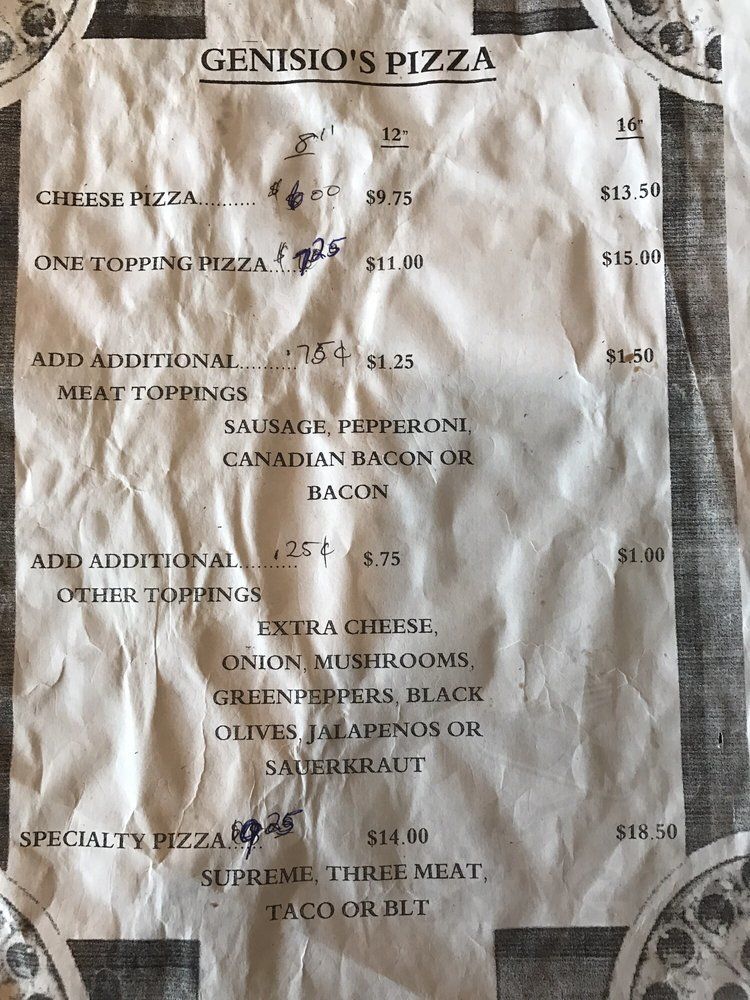 GENISIO'S PIZZA
8" 12" 16"
CHEESE PIZZA.......... $6.00 $9.75 $13.50
ONE TOPPING PIZZA...... $7.25 $11.00 $15.00
ADD ADDITIONAL.......... .75¢ $1.25 $1.50
MEAT TOPPINGS
SAUSAGE, PEPPERONI,
CANADIAN BACON OR
BACON
ADD ADDITIONAL.......... .25¢ $.75 $1.00
OTHER TOPPINGS
EXTRA CHEESE,
ONION, MUSHROOMS,
GREENPEPPERS, BLACK
OLIVES, JALAPENOS OR
SAUERKRAUT
SPECIALTY PIZZA..... $9.25 $14.00 $18.50
SUPREME, THREE MEAT,
TACO OR BLT